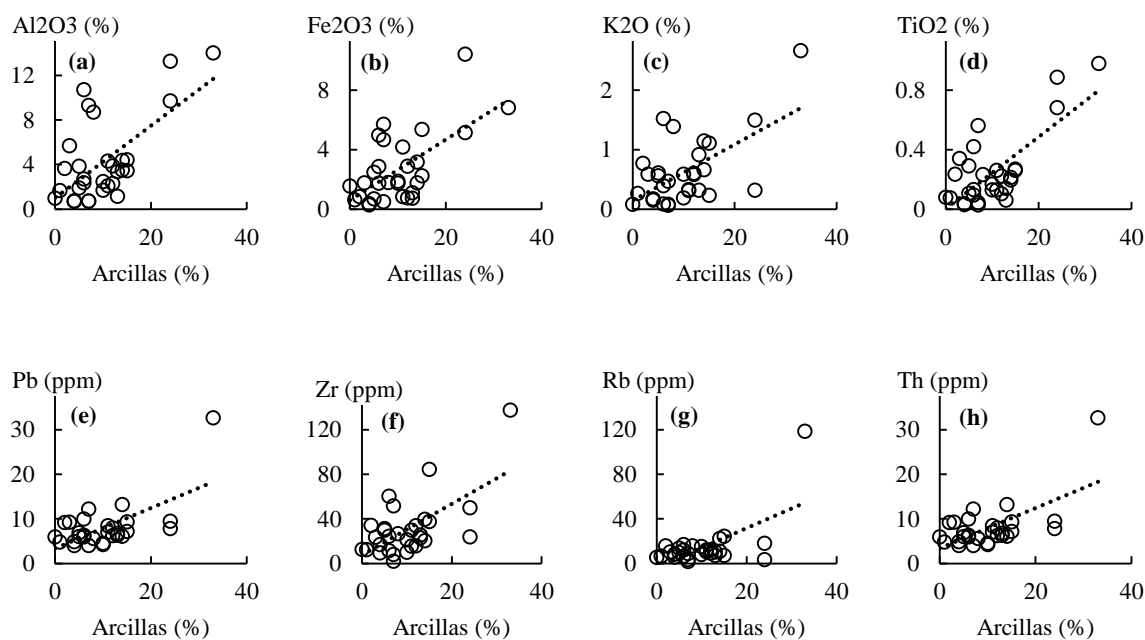 Al2O3 (%)
(a)
12
8
4
0
0 20 40
Arcillas (%)
Fe2O3 (%)
(b)
12
8
4
0
0 20 40
Arcillas (%)
K2O (%)
(c)
2
1
0
0 20 40
Arcillas (%)
TiO2 (%)
(d)
0.8
0.4
0
0 20 40
Arcillas (%)
Pb (ppm)
(e)
30
20
10
0
0 20 40
Arcillas (%)
Zr (ppm)
(f)
120
80
40
0
0 20 40
Arcillas (%)
Rb (ppm)
(g)
120
80
40
0
0 20 40
Arcillas (%)
Th (ppm)
(h)
30
20
10
0
0 20 40
Arcillas (%)